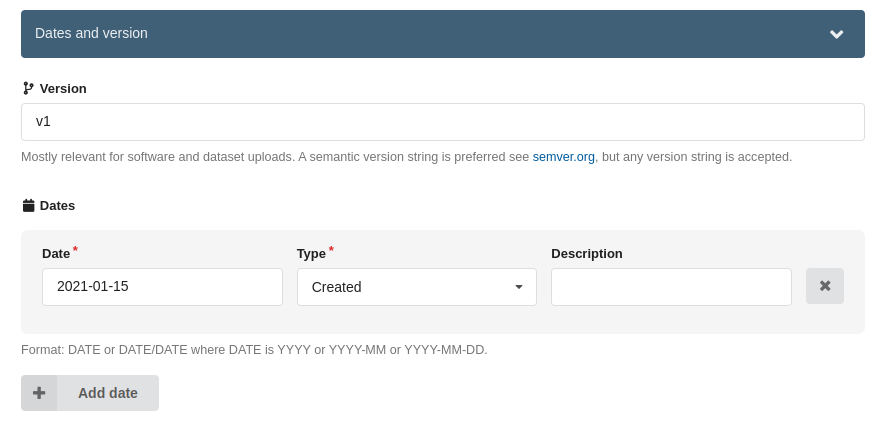 Dates and version
Version
v1
Mostly relevant for software and dataset uploads. A semantic version string is preferred see semver.org, but any version string is accepted.
Dates
Date * Type * Description
2021-01-15 Created
Format: DATE or DATE/DATE where DATE is YYYY or YYYY-MM or YYYY-MM-DD.
Add date